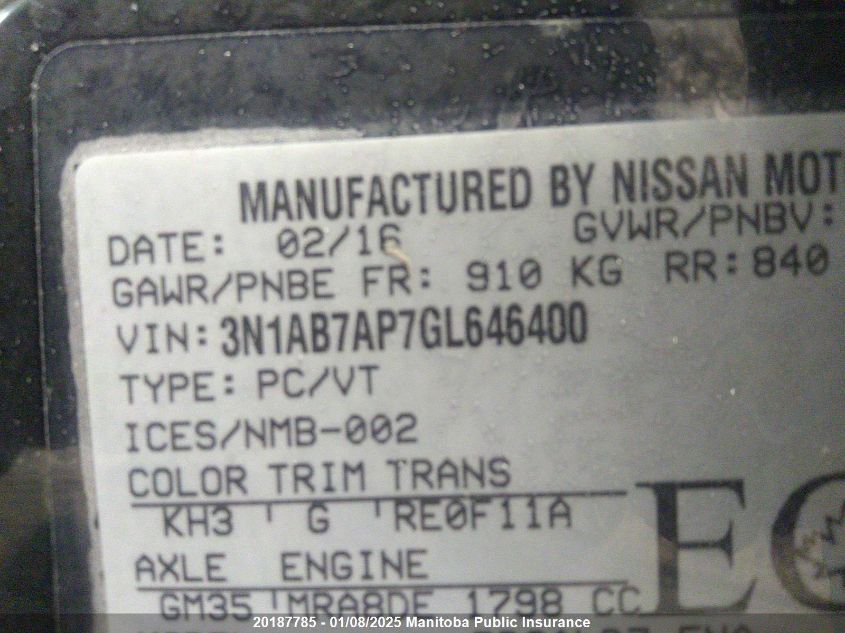 MANUFACTURED BY NISSAN MOT
DATE: 02/16 GVWR/PNBV:
GAWR/PNBE FR: 910 KG RR: 840
VIN: 3N1AB7AP7GL646400
TYPE: PC/VT
ICES/NMB-002
COLOR TRIM TRANS
KH3 G RE0F11A
AXLE ENGINE
GM35 MRA8DE 1798 CC
20187785 - 01/08/2025 Manitoba Public Insurance